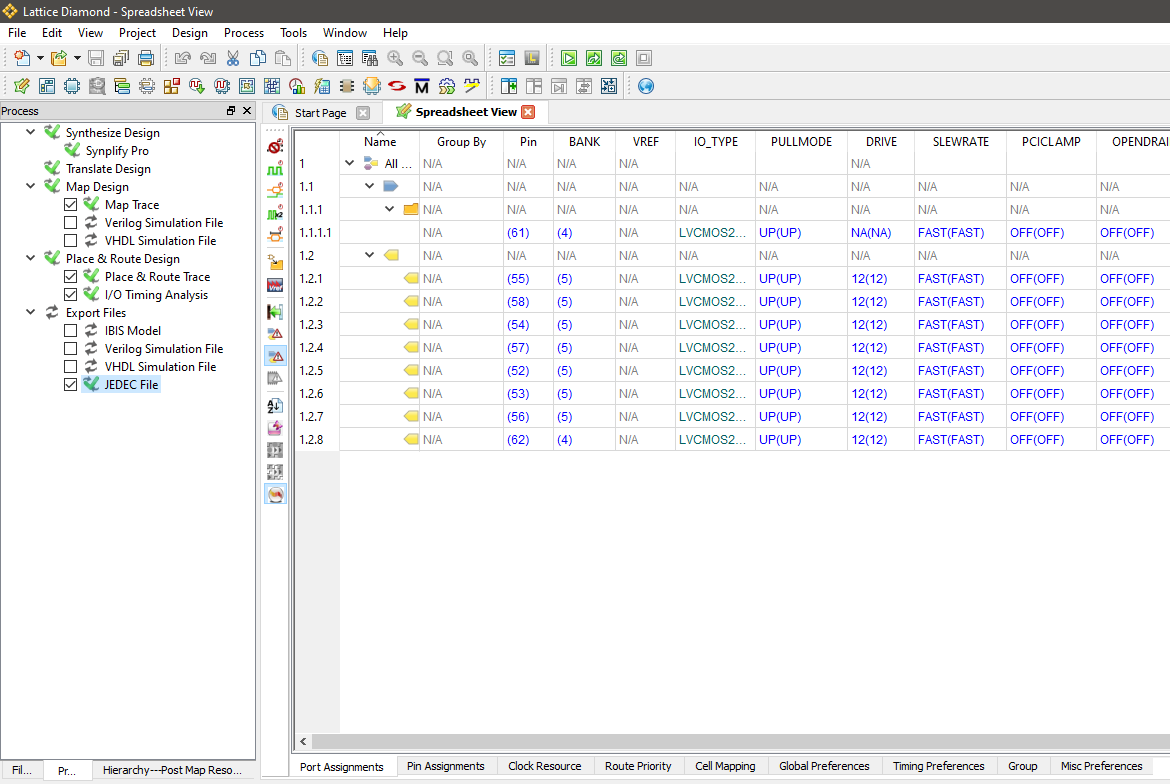 Lattice Diamond - Spreadsheet View
File Edit View Project Design Process Tools Window Help
Process
Synthesize Design
Synplify Pro
Translate Design
Map Design
Map Trace
Verilog Simulation File
VHDL Simulation File
Place & Route Design
Place & Route Trace
I/O Timing Analysis
Export Files
IBIS Model
Verilog Simulation File
VHDL Simulation File
JEDEC File
Fil... Pr... Hierarchy---Post Map Reso...
Start Page Spreadsheet View
Name Group By Pin BANK VREF IO_TYPE PULLMODE DRIVE SLEWRATE PCICLAMP OPENDRAI
1 All ... N/A N/A N/A N/A N/A
1.1 N/A N/A N/A N/A N/A N/A N/A N/A N/A N/A
1.1.1 N/A N/A N/A N/A N/A N/A N/A N/A N/A N/A
1.1.1.1 N/A (61) (4) N/A LVCMOS2... UP(UP) NA(NA) FAST(FAST) OFF(OFF) OFF(OFF)
1.2 N/A N/A N/A N/A N/A N/A N/A N/A N/A N/A
1.2.1 N/A (55) (5) N/A LVCMOS2... UP(UP) 12(12) FAST(FAST) OFF(OFF) OFF(OFF)
1.2.2 N/A (58) (5) N/A LVCMOS2... UP(UP) 12(12) FAST(FAST) OFF(OFF) OFF(OFF)
1.2.3 N/A (54) (5) N/A LVCMOS2... UP(UP) 12(12) FAST(FAST) OFF(OFF) OFF(OFF)
1.2.4 N/A (57) (5) N/A LVCMOS2... UP(UP) 12(12) FAST(FAST) OFF(OFF) OFF(OFF)
1.2.5 N/A (52) (5) N/A LVCMOS2... UP(UP) 12(12) FAST(FAST) OFF(OFF) OFF(OFF)
1.2.6 N/A (53) (5) N/A LVCMOS2... UP(UP) 12(12) FAST(FAST) OFF(OFF) OFF(OFF)
1.2.7 N/A (56) (5) N/A LVCMOS2... UP(UP) 12(12) FAST(FAST) OFF(OFF) OFF(OFF)
1.2.8 N/A (62) (4) N/A LVCMOS2... UP(UP) 12(12) FAST(FAST) OFF(OFF) OFF(OFF)
Port Assignments Pin Assignments Clock Resource Route Priority Cell Mapping Global Preferences Timing Preferences Group Misc Preferences